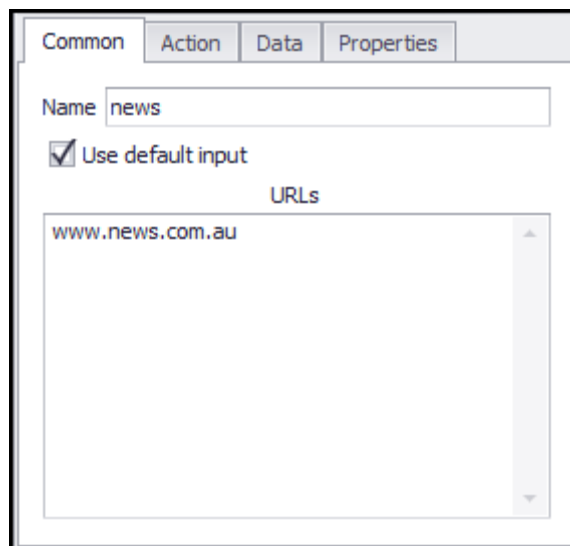 Common Action Data Properties
Name news
Use default input
URLs
www.news.com.au